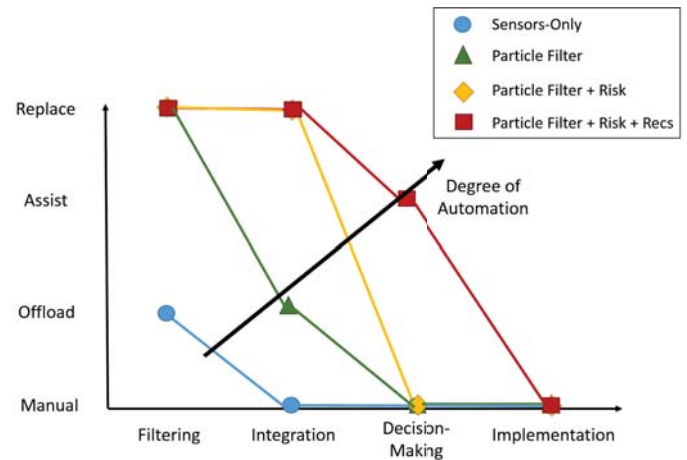 Sensors-Only
Particle Filter
Particle Filter + Risk
Particle Filter + Risk + Recs
Replace
Assist
Offload
Manual
Degree of
Automation
Filtering
Integration
Decision-
Making
Implementation